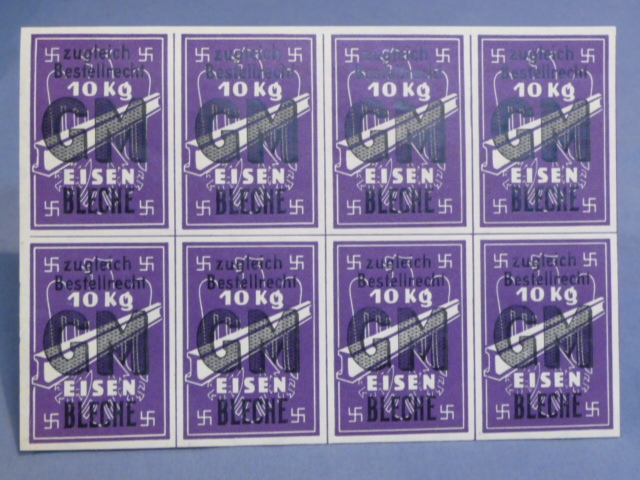 zugleich zugleich zugleich zugleich
Bestellrecht Bestellrecht Bestellrecht Bestellrecht
10 Kg 10 Kg 10 Kg 10 Kg
GM GM GM GM
EISEN EISEN EISEN EISEN
BLECHE BLECHE BLECHE BLECHE
zugleich zugleich zugleich zugleich
Bestellrecht Bestellrecht Bestellrecht Bestellrecht
10 Kg 10 Kg 10 Kg 10 Kg
GM GM GM GM
EISEN EISEN EISEN EISEN
BLECHE BLECHE BLECHE BLECHE